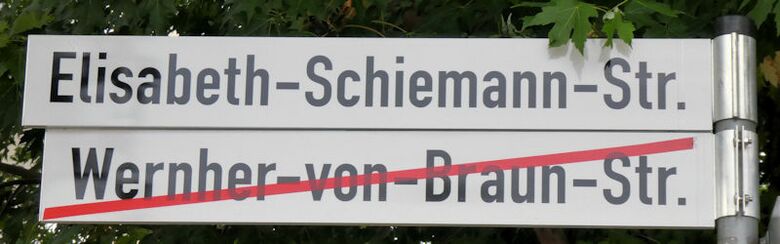 Elisabeth-Schiemann-Str.
Wernher-von-Braun-Str.